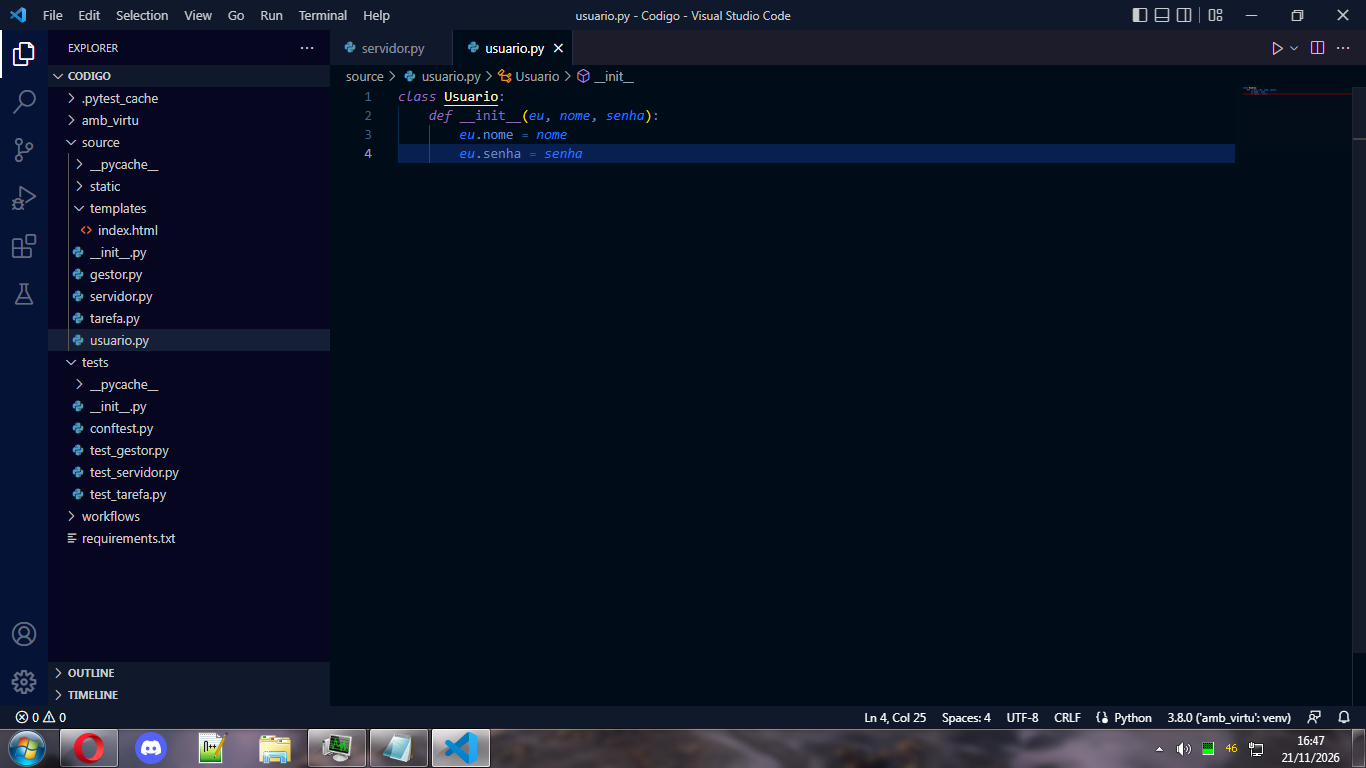 File Edit Selection View Go Run Terminal Help usuario.py - Codigo - Visual Studio Code
EXPLORER
servidor.py usuario.py
CODIGO
source usuario.py Usuario __init__
.pytest_cache
amb_virtu
source
__pycache__
static
templates
index.html
__init__.py
gestor.py
servidor.py
tarefa.py
usuario.py
tests
__pycache__
__init__.py
conftest.py
test_gestor.py
test_servidor.py
test_tarefa.py
workflows
requirements.txt
OUTLINE
TIMELINE
1 class Usuario:
2 def __init__(eu, nome, senha):
3 eu.nome = nome
4 eu.senha = senha
0 0 Ln 4, Col 25 Spaces: 4 UTF-8 CRLF Python 3.8.0 ('amb_virtu': venv)
46
16:47
21/11/2026